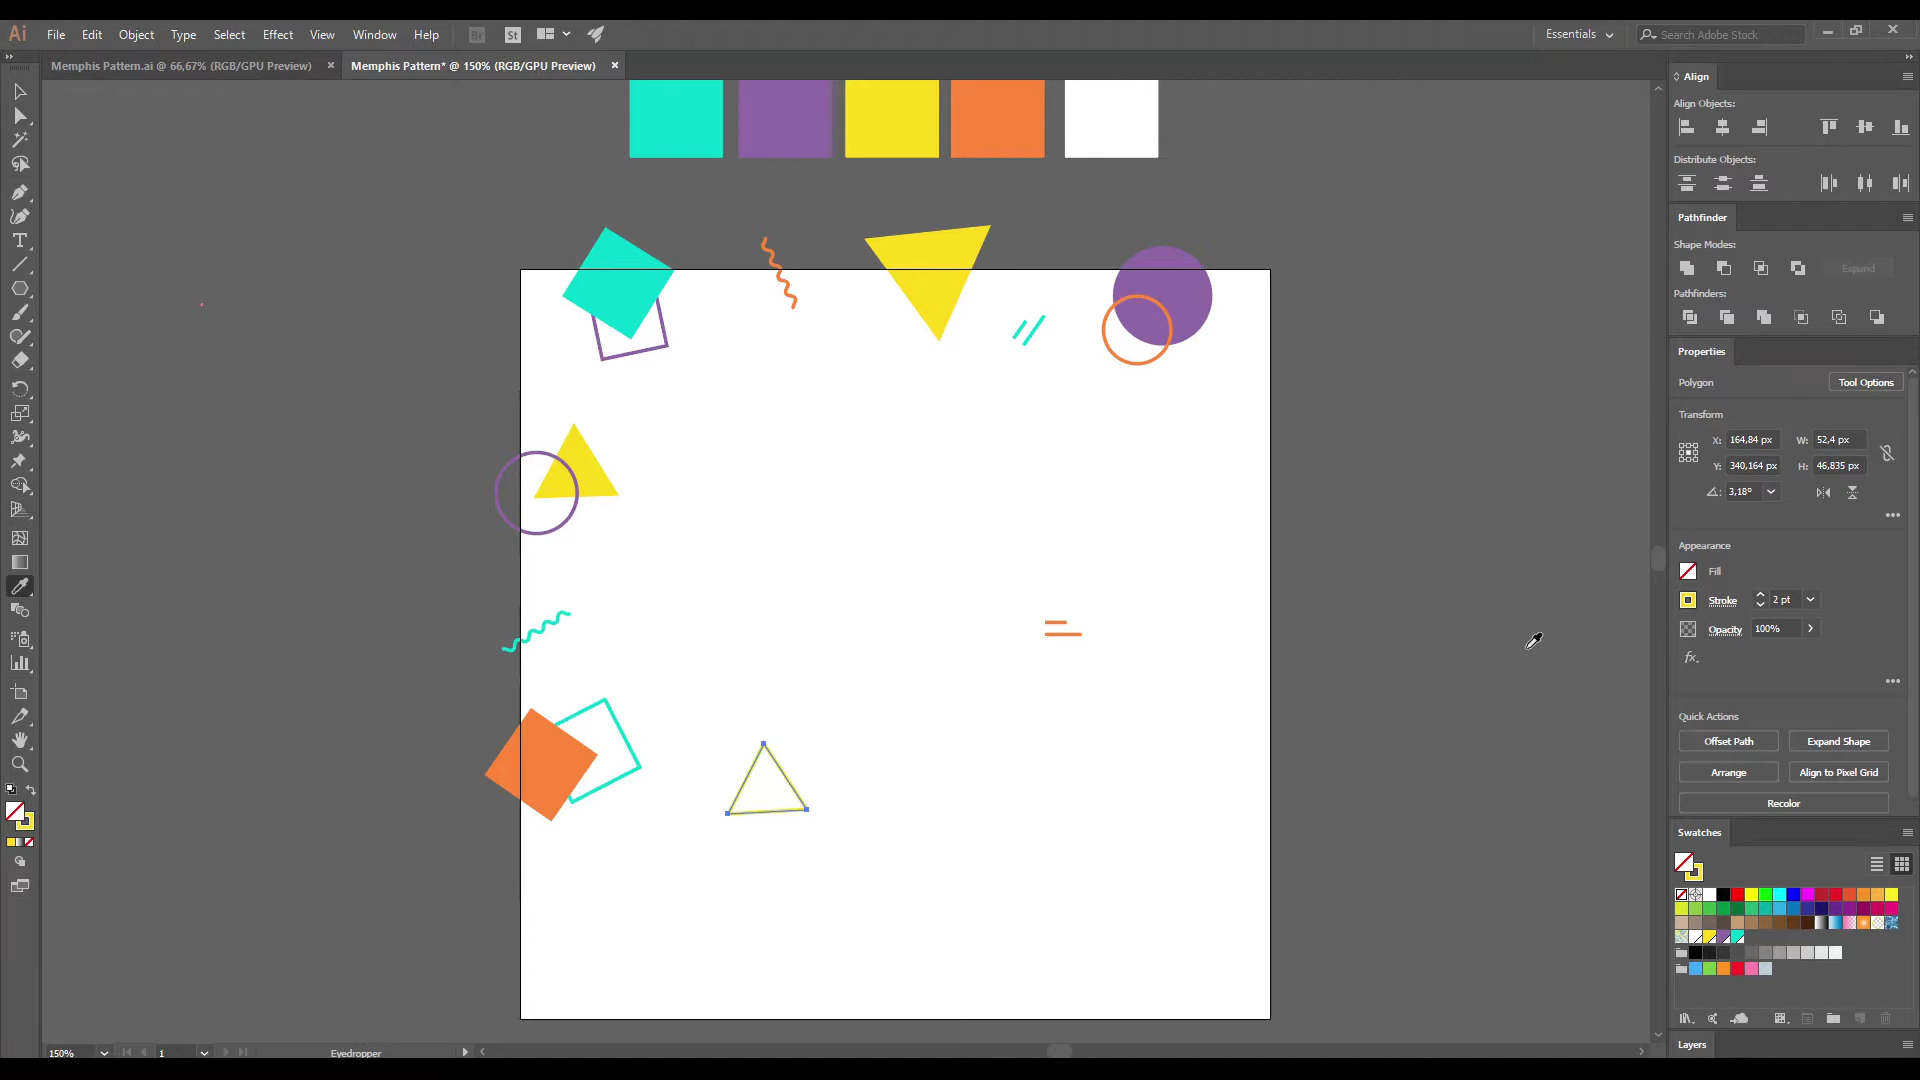 Ai File Edit Object Type Select Effect View Window Help Br St Essentials Search Adobe Stock
Memphis Pattern.ai @ 66,67% (RGB/GPU Preview) × Memphis Pattern* @ 150% (RGB/GPU Preview) ×
Align
Align Objects:
Distribute Objects:
Pathfinder
Shape Modes:
Expand
Pathfinders:
Properties
Polygon Tool Options
Transform
X: 164,84 px W: 52,4 px
Y: 340,164 px H: 46,835 px
3,18°
Appearance
Fill
Stroke 2 pt
Opacity 100%
fx.
Quick Actions
Offset Path Expand Shape
Arrange Align to Pixel Grid
Recolor
Swatches
Layers
150% 1 Eyedropper